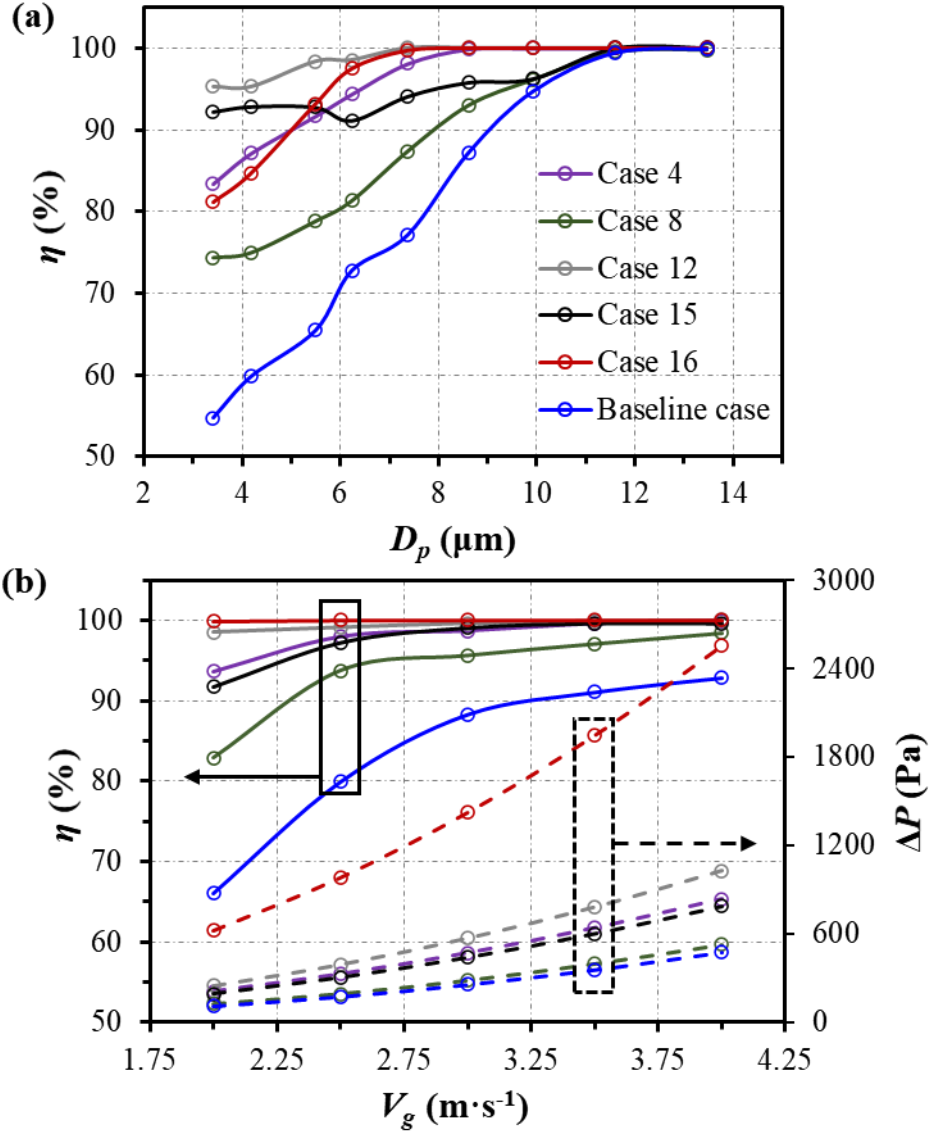 (a)
100
90
80
70
60
50
η (%)
Case 4
Case 8
Case 12
Case 15
Case 16
Baseline case
2 4 6 8 10 12 14
Dp (μm)
(b)
100
90
80
70
60
50
η (%)
3000
2400
1800
1200
600
0
ΔP (Pa)
1.75 2.25 2.75 3.25 3.75 4.25
Vg (m·s-1)